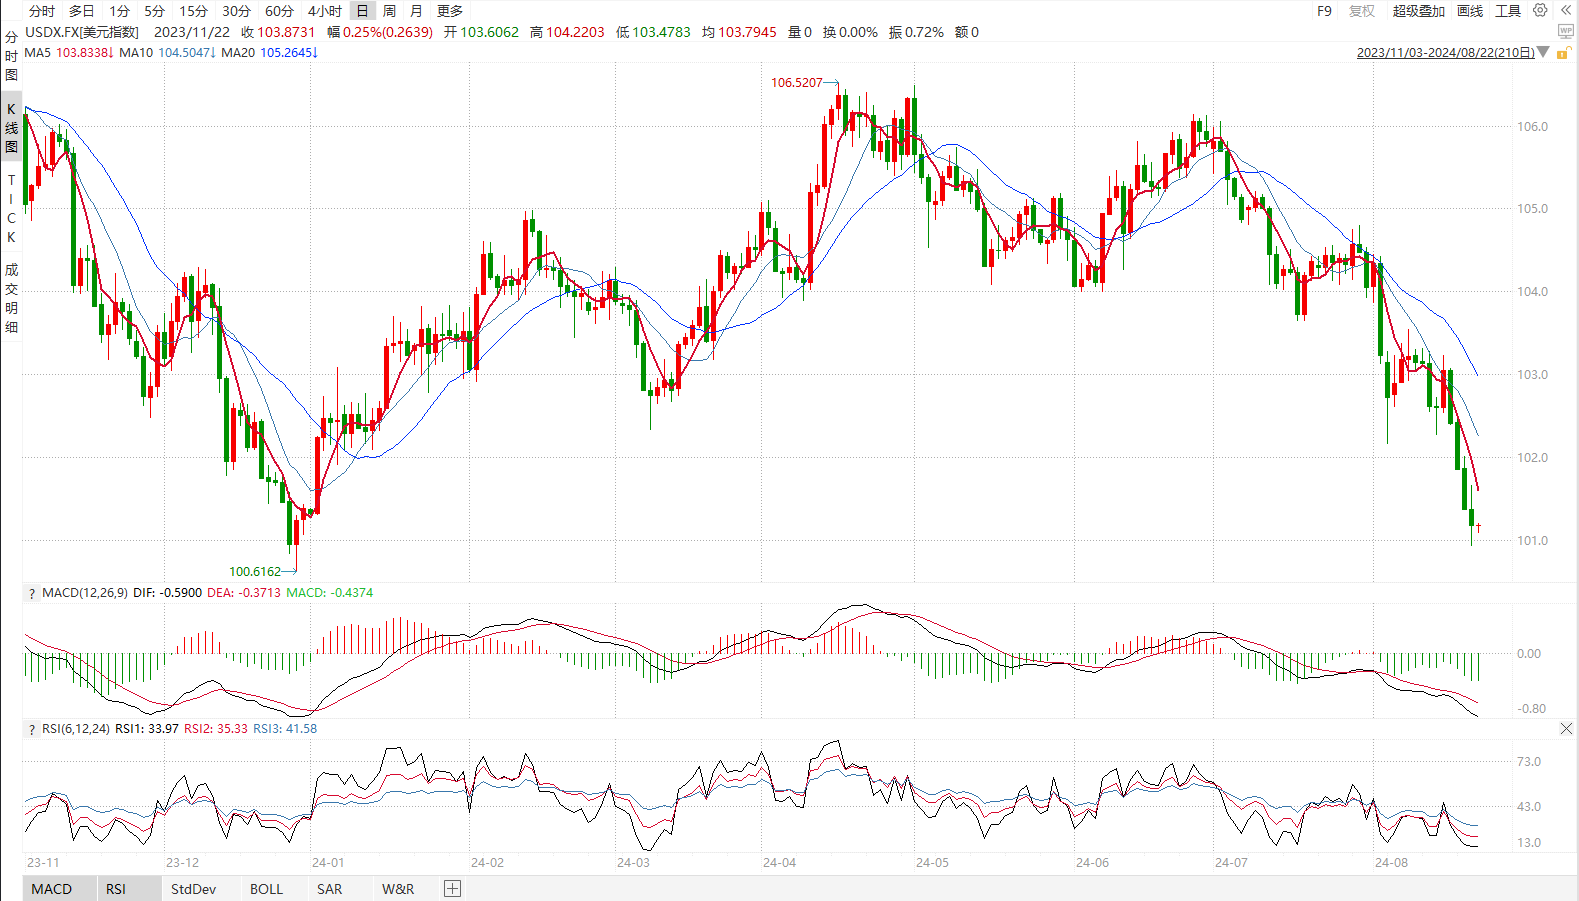 分时 多日 1分 5分 15分 30分 60分 4小时 日 周 月 更多 F9 复权 超级叠加 画线 工具
USDX.FX[美元指数] 2023/11/22 收 103.8731 幅 0.25%(0.2639) 开 103.6062 高 104.2203 低 103.4783 均 103.7945 量 0 换 0.00% 振 0.72% 额 0
MA5 103.8338↓ MA10 104.5047↓ MA20 105.2645↓ 2023/11/03-2024/08/22(210日)
WP
分时图
K线图
TICK
成交明细
106.5207
106.0
105.0
104.0
103.0
102.0
101.0
100.6162
? MACD(12,26,9) DIF: -0.5900 DEA: -0.3713 MACD: -0.4374
0.00
-0.80
? RSI(6,12,24) RSI1: 33.97 RSI2: 35.33 RSI3: 41.58
73.0
43.0
13.0
23-11 23-12 24-01 24-02 24-03 24-04 24-05 24-06 24-07 24-08
MACD RSI StdDev BOLL SAR W&R